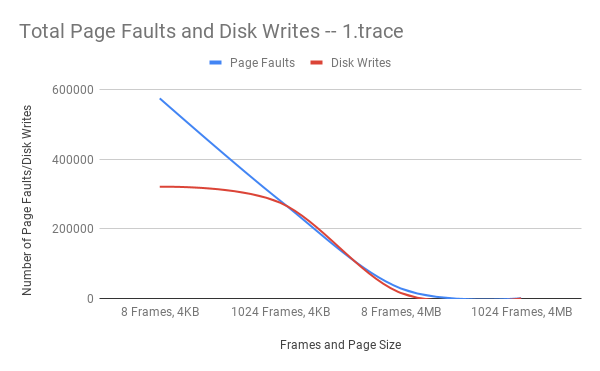 Total Page Faults and Disk Writes -- 1.trace
Page Faults
Disk Writes
Number of Page Faults/Disk Writes
600000
400000
200000
0
8 Frames, 4KB
1024 Frames, 4KB
8 Frames, 4MB
1024 Frames, 4MB
Frames and Page Size